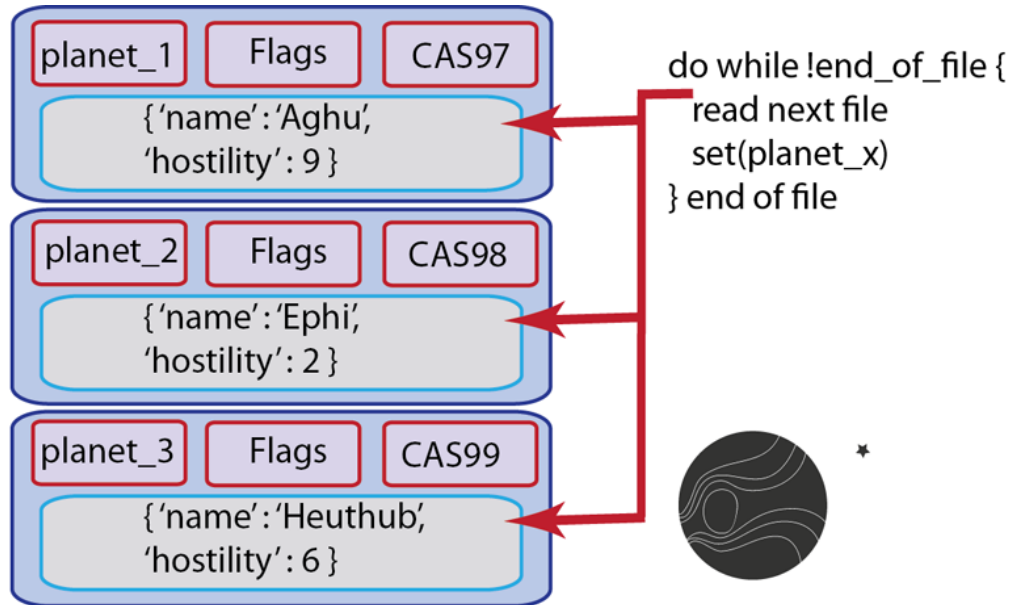 planet_1 Flags CAS97
{ ‘name’ : ‘Aghu’,
‘hostility’ : 9 }
planet_2 Flags CAS98
{ ‘name’ : ‘Ephi’,
‘hostility’ : 2 }
planet_3 Flags CAS99
{ ‘name’ : ‘Heuthub’,
‘hostility’ : 6 }
do while !end_of_file {
read next file
set(planet_x)
} end of file